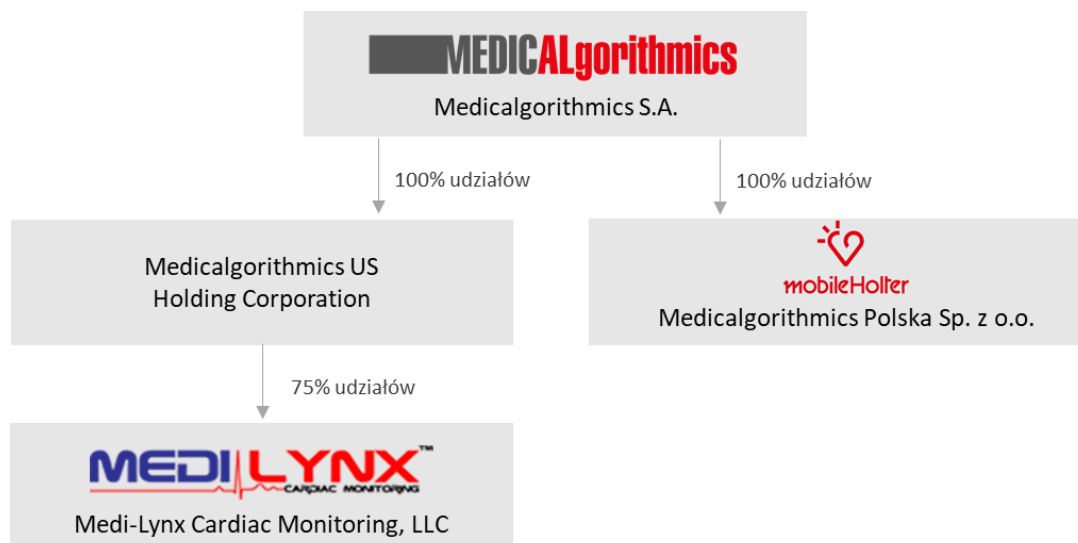 MEDICALgorithmics
Medicalgorithmics S.A.
100% udziałów
100% udziałów
Medicalgorithmics US
Holding Corporation
mobileHolter
Medicalgorithmics Polska Sp. z o.o.
75% udziałów
MEDI LYNX™
CARDIAC MONITORING
Medi-Lynx Cardiac Monitoring, LLC